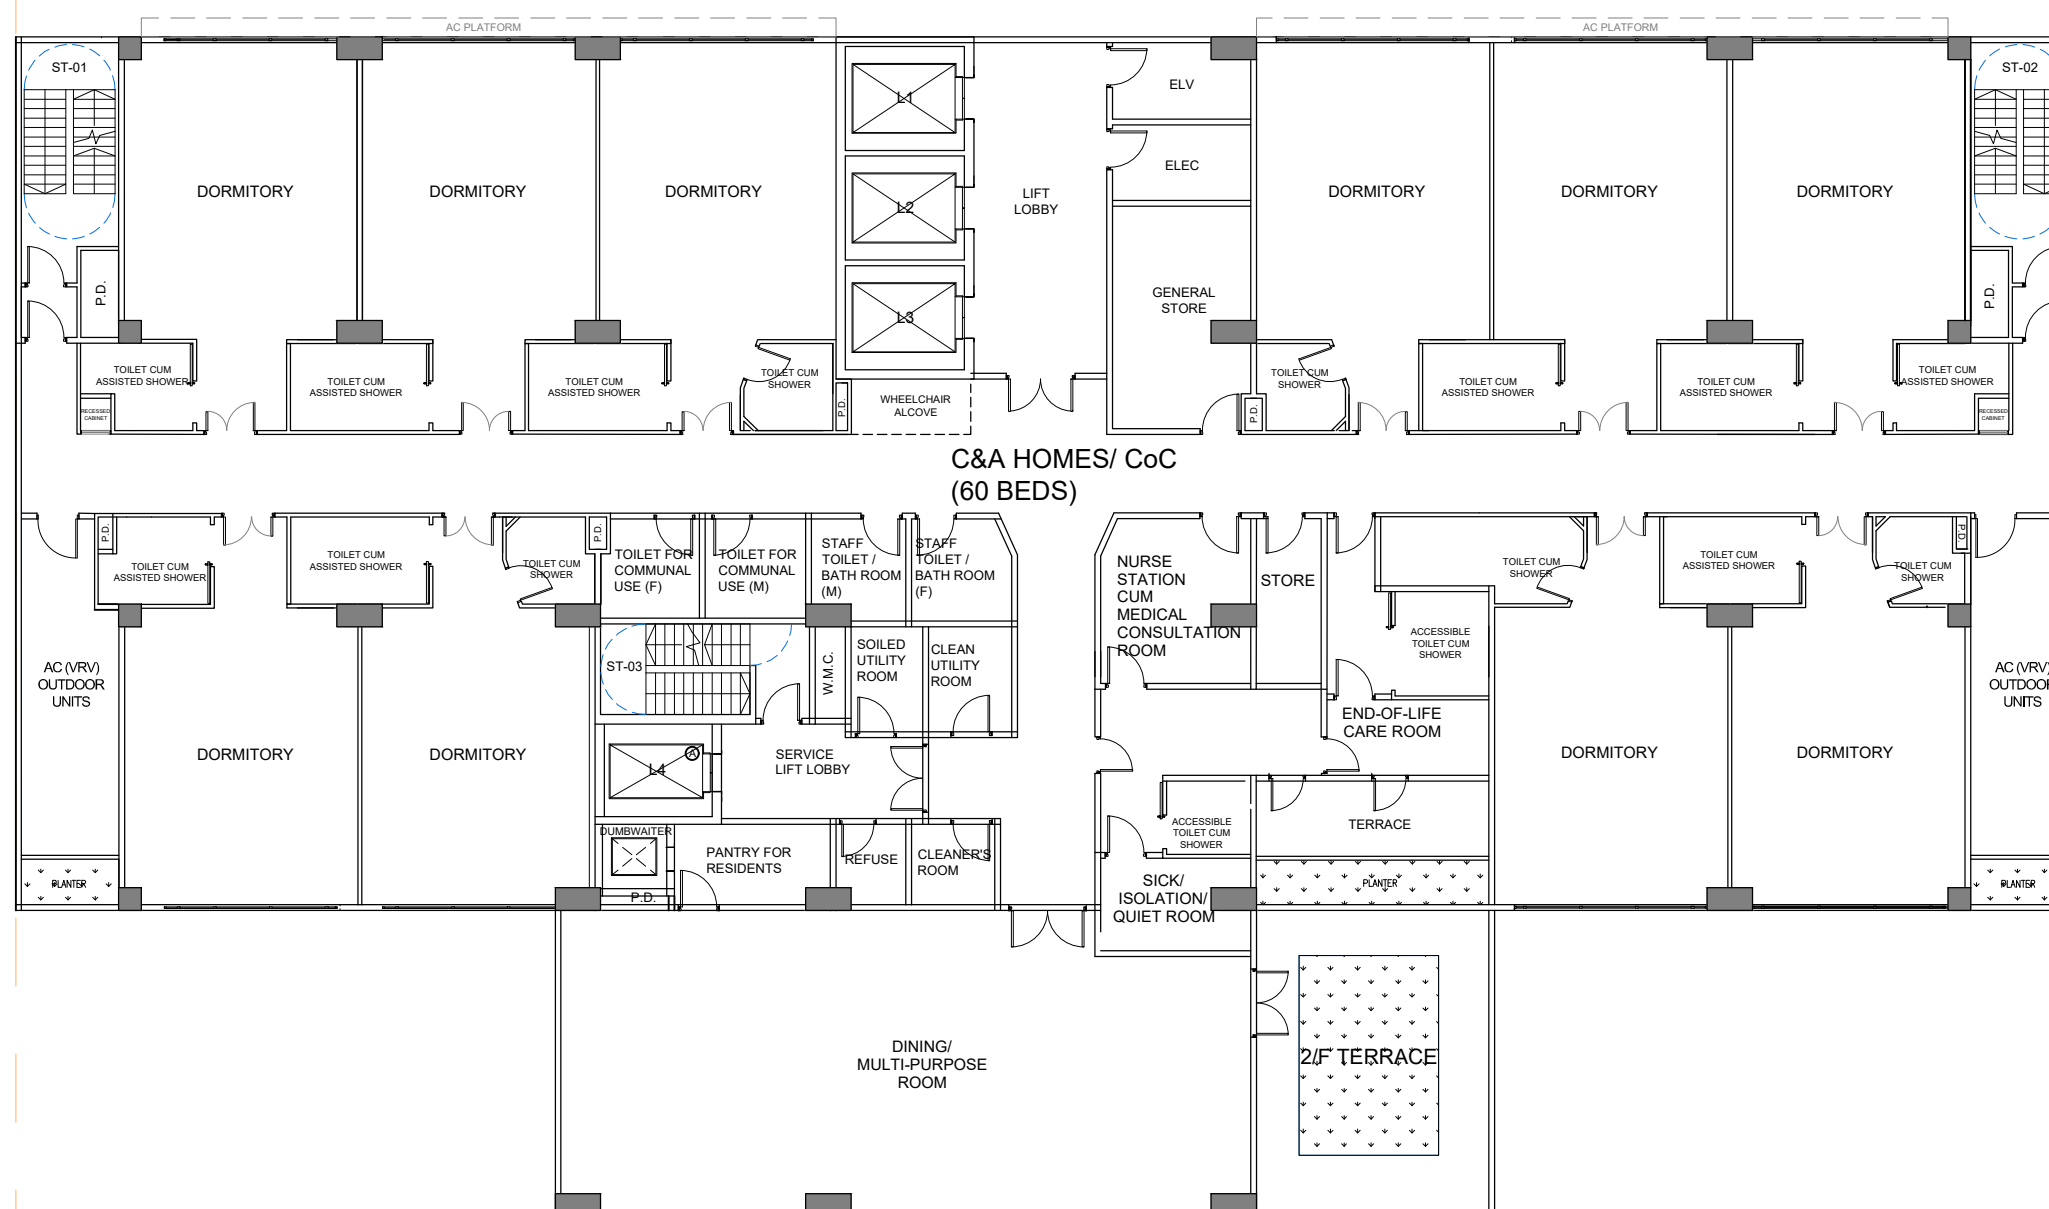 AC PLATFORM
AC PLATFORM
ST-01
ST-02
L1
ELV
ELEC
DORMITORY
DORMITORY
DORMITORY
L2
LIFT
LOBBY
DORMITORY
DORMITORY
DORMITORY
P.D.
L3
GENERAL
STORE
P.D.
TOILET CUM
ASSISTED SHOWER
TOILET CUM
ASSISTED SHOWER
TOILET CUM
ASSISTED SHOWER
TOILET CUM
SHOWER
P.D.
WHEELCHAIR
ALCOVE
P.D.
TOILET CUM
SHOWER
TOILET CUM
ASSISTED SHOWER
TOILET CUM
ASSISTED SHOWER
TOILET CUM
ASSISTED SHOWER
RECESSED
CABINET
RECESSED
CABINET
C&A HOMES/ CoC
(60 BEDS)
P.D.
TOILET CUM
ASSISTED SHOWER
TOILET CUM
ASSISTED SHOWER
TOILET CUM
SHOWER
P.D.
TOILET FOR
COMMUNAL
USE (F)
TOILET FOR
COMMUNAL
USE (M)
STAFF
TOILET /
BATH ROOM
(M)
STAFF
TOILET /
BATH ROOM
(F)
NURSE
STATION
CUM
MEDICAL
CONSULTATION
ROOM
STORE
TOILET CUM
SHOWER
TOILET CUM
ASSISTED SHOWER
TOILET CUM
SHOWER
P.D.
AC (VRV)
OUTDOOR
UNITS
ST-03
W.M.C.
SOILED
UTILITY
ROOM
CLEAN
UTILITY
ROOM
ACCESSIBLE
TOILET CUM
SHOWER
END-OF-LIFE
CARE ROOM
AC (VRV)
OUTDOOR
UNITS
DORMITORY
DORMITORY
L4
A
SERVICE
LIFT LOBBY
DORMITORY
DORMITORY
DUMBWAITER
PANTRY FOR
RESIDENTS
REFUSE
CLEANER'S
ROOM
ACCESSIBLE
TOILET CUM
SHOWER
TERRACE
PLANTER
P.D.
SICK/
ISOLATION/
QUIET ROOM
PLANTER
PLANTER
DINING/
MULTI-PURPOSE
ROOM
2/F TERRACE